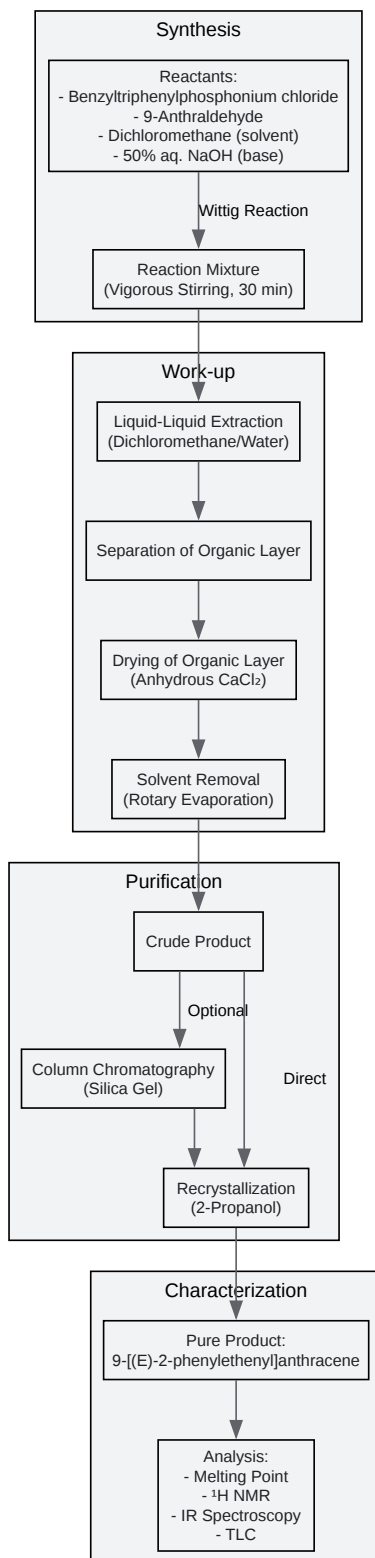 Synthesis
Reactants:
- Benzyltriphenylphosphonium chloride
- 9-Anthraldehyde
- Dichloromethane (solvent)
- 50% aq. NaOH (base)
Wittig Reaction
Reaction Mixture
(Vigorous Stirring, 30 min)
Work-up
Liquid-Liquid Extraction
(Dichloromethane/Water)
Separation of Organic Layer
Drying of Organic Layer
(Anhydrous CaCl₂)
Solvent Removal
(Rotary Evaporation)
Purification
Crude Product
Optional
Column Chromatography
(Silica Gel)
Direct
Recrystallization
(2-Propanol)
Characterization
Pure Product:
9-[(E)-2-phenylethenyl]anthracene
Analysis:
- Melting Point
- ¹H NMR
- IR Spectroscopy
- TLC